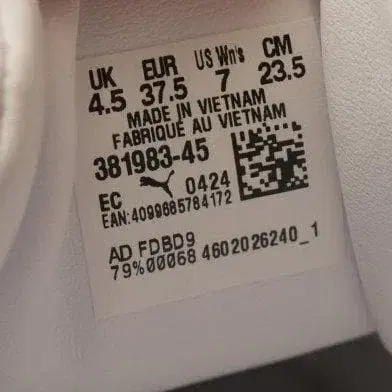 UK EUR US Wn's CM
4.5 37.5 7 23.5
MADE IN VIETNAM
FABRIQUÉ AU VIETNAM
381983-45
EC 0424
EAN:4099685784172
AD FDBD9
79%00068 4602026240_1